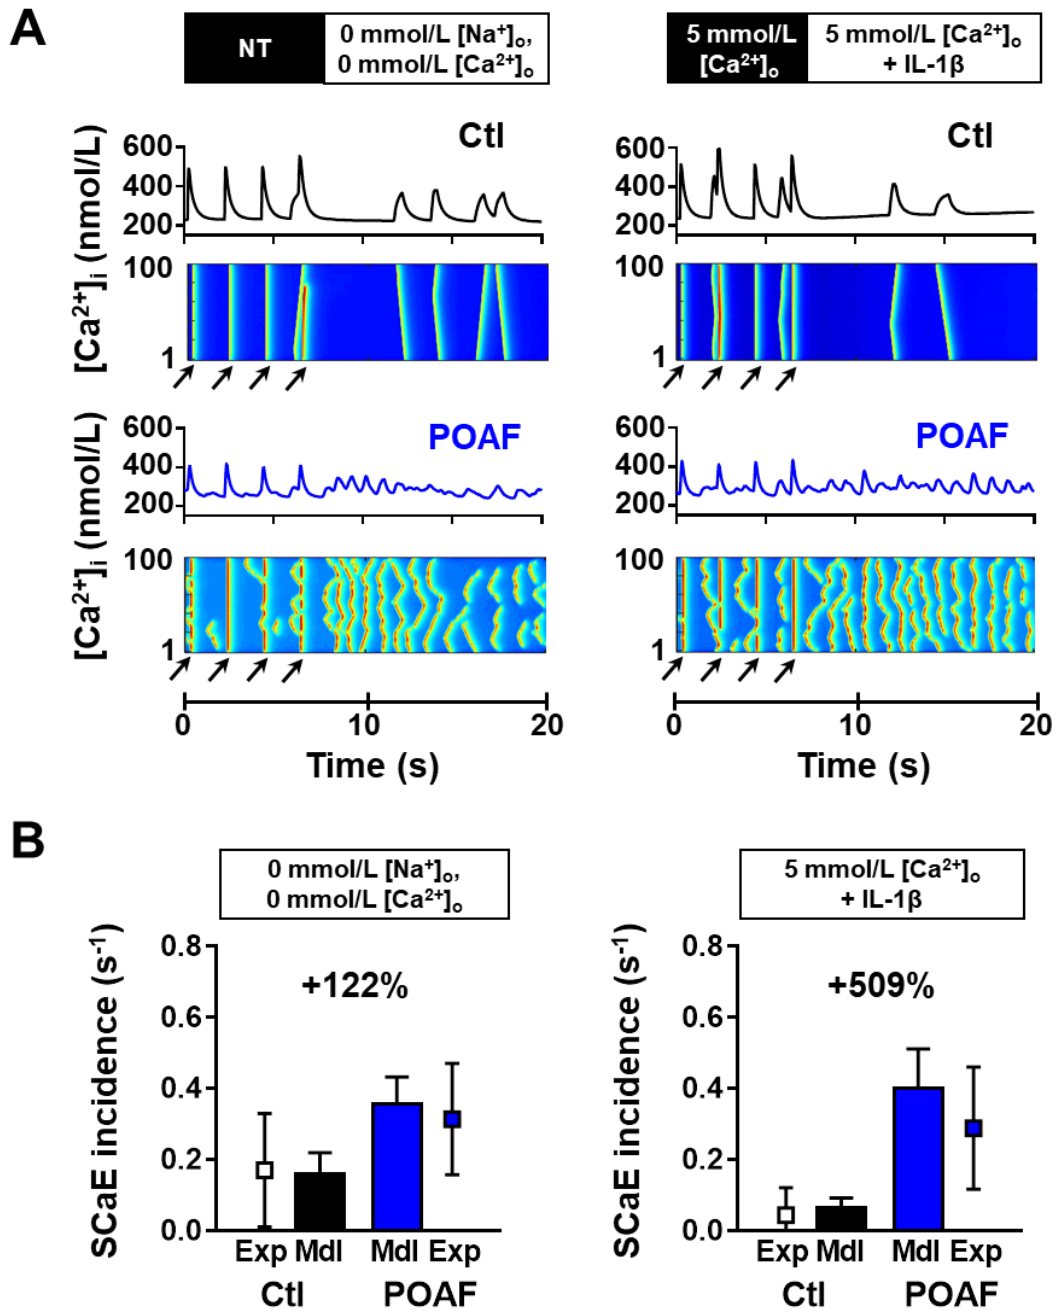 A
NT
0 mmol/L [Na⁺]ₒ,
0 mmol/L [Ca²⁺]ₒ
5 mmol/L
[Ca²⁺]ₒ
5 mmol/L [Ca²⁺]ₒ
+ IL-1β
[Ca²⁺]ᵢ (nmol/L)
Ctl
600
400
200
100
1
Ctl
600
400
200
100
1
[Ca²⁺]ᵢ (nmol/L)
POAF
600
400
200
100
1
POAF
600
400
200
100
1
0 10 20
Time (s)
0 10 20
Time (s)
B
0 mmol/L [Na⁺]ₒ,
0 mmol/L [Ca²⁺]ₒ
SCaE incidence (s⁻¹)
0.8
0.6
0.4
0.2
0.0
+122%
Exp Mdl Mdl Exp
Ctl POAF
5 mmol/L [Ca²⁺]ₒ
+ IL-1β
SCaE incidence (s⁻¹)
0.8
0.6
0.4
0.2
0.0
+509%
Exp Mdl Mdl Exp
Ctl POAF